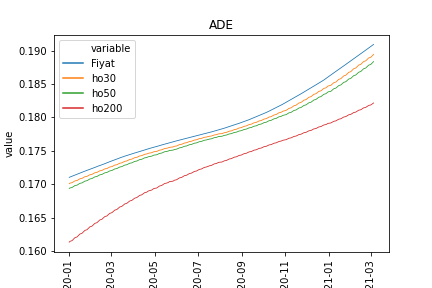 ADE
variable
Fiyat
ho30
ho50
ho200
value
0.190
0.185
0.180
0.175
0.170
0.165
0.160
20-01
20-03
20-05
20-07
20-09
20-11
21-01
21-03